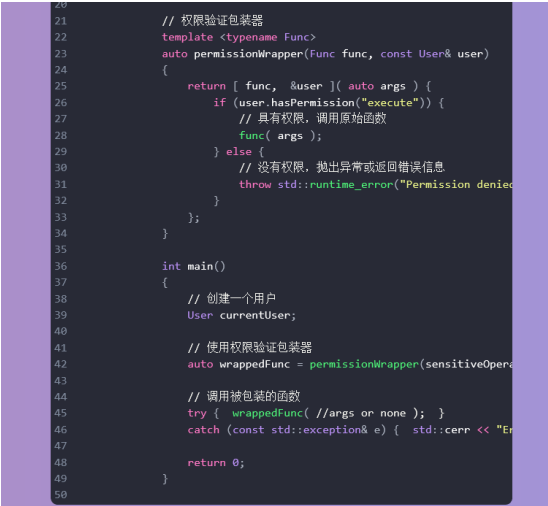 20
21 // 权限验证包装器
22 template <typename Func>
23 auto permissionWrapper(Func func, const User& user)
24 {
25 return [ func, &user ]( auto args ) {
26 if (user.hasPermission("execute")) {
27 // 具有权限，调用原始函数
28 func( args );
29 } else {
30 // 没有权限，抛出异常或返回错误信息
31 throw std::runtime_error("Permission denied
32 }
33 };
34 }
35
36 int main()
37 {
38 // 创建一个用户
39 User currentUser;
40
41 // 使用权限验证包装器
42 auto wrappedFunc = permissionWrapper(sensitiveOpera
43
44 // 调用被包装的函数
45 try { wrappedFunc( //args or none ); }
46 catch (const std::exception& e) { std::cerr << "Er
47
48 return 0;
49 }
50